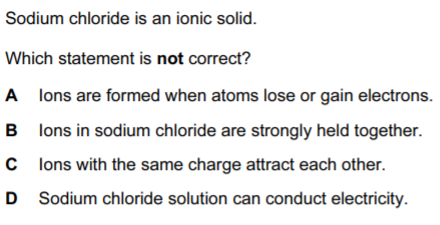 Sodium chloride is an ionic solid.
Which statement is not correct?
A Ions are formed when atoms lose or gain electrons.
B Ions in sodium chloride are strongly held together.
C Ions with the same charge attract each other.
D Sodium chloride solution can conduct electricity.